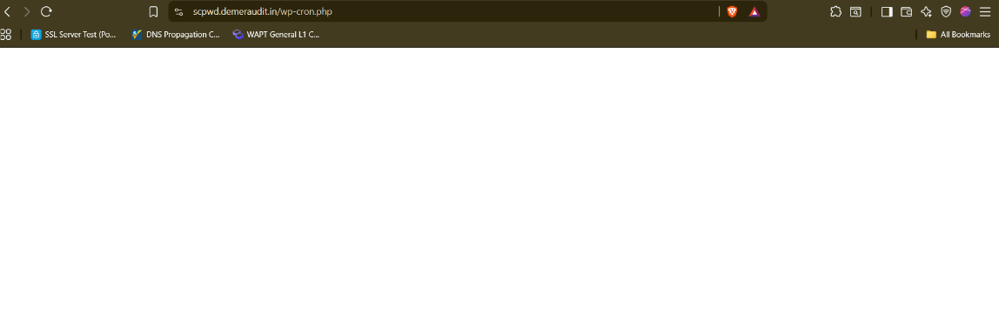 scpwd.demeraudit.in/wp-cron.php
SSL Server Test (Po... DNS Propagation C... WAPT General L1 C... All Bookmarks